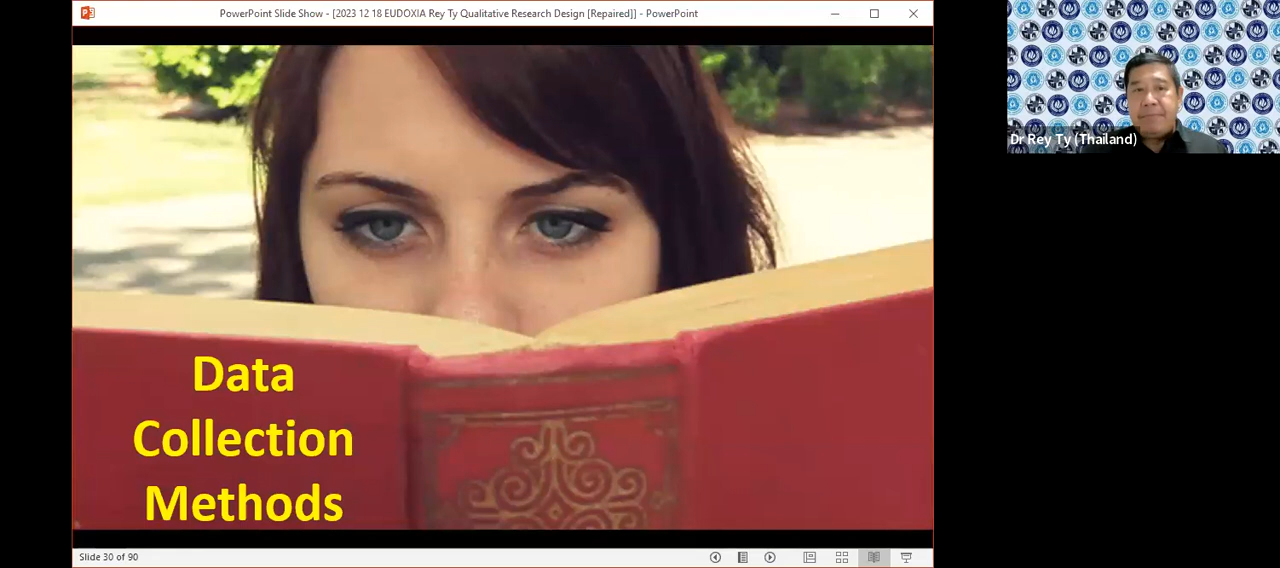 PowerPoint Slide Show - [2023 12 18 EUDOXIA Rey Ty Qualitative Research Design [Repaired]] - PowerPoint
Dr Rey Ty (Thailand)
Data
Collection
Methods
Slide 30 of 90